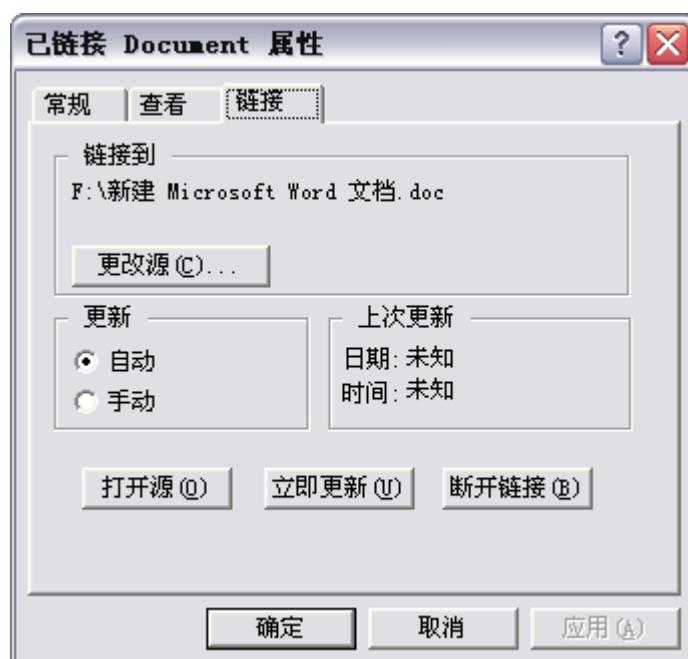 已链接 Document 属性
常规 查看 链接
链接到
F:\新建 Microsoft Word 文档.doc
更改源(C)...
更新 上次更新
自动 日期: 未知
手动 时间: 未知
打开源(O) 立即更新(U) 断开链接(B)
确定 取消 应用(A)